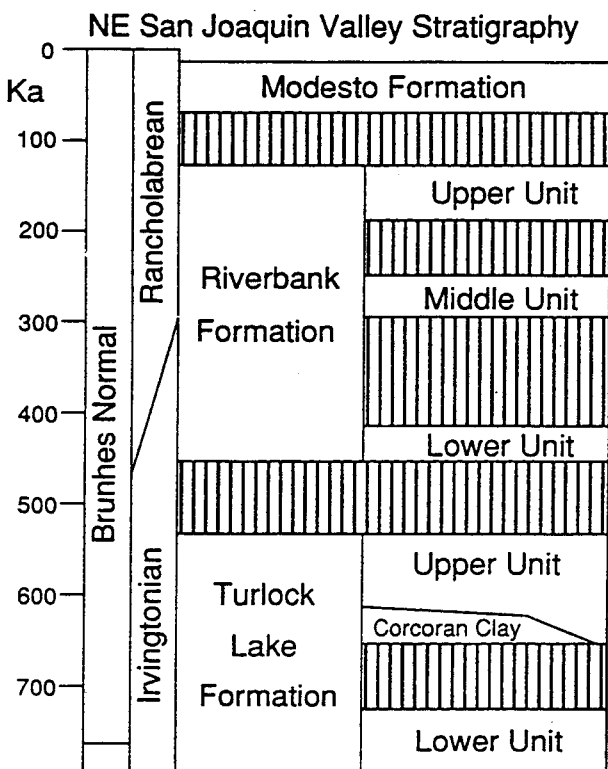 NE San Joaquin Valley Stratigraphy
0
Ka
Modesto Formation
100
Rancholabrean
Upper Unit
200
Riverbank
Formation
Middle Unit
300
Brunhes Normal
400
Lower Unit
500
Irvingtonian
Upper Unit
600
Turlock
Lake
Formation
Corcoran Clay
700
Lower Unit